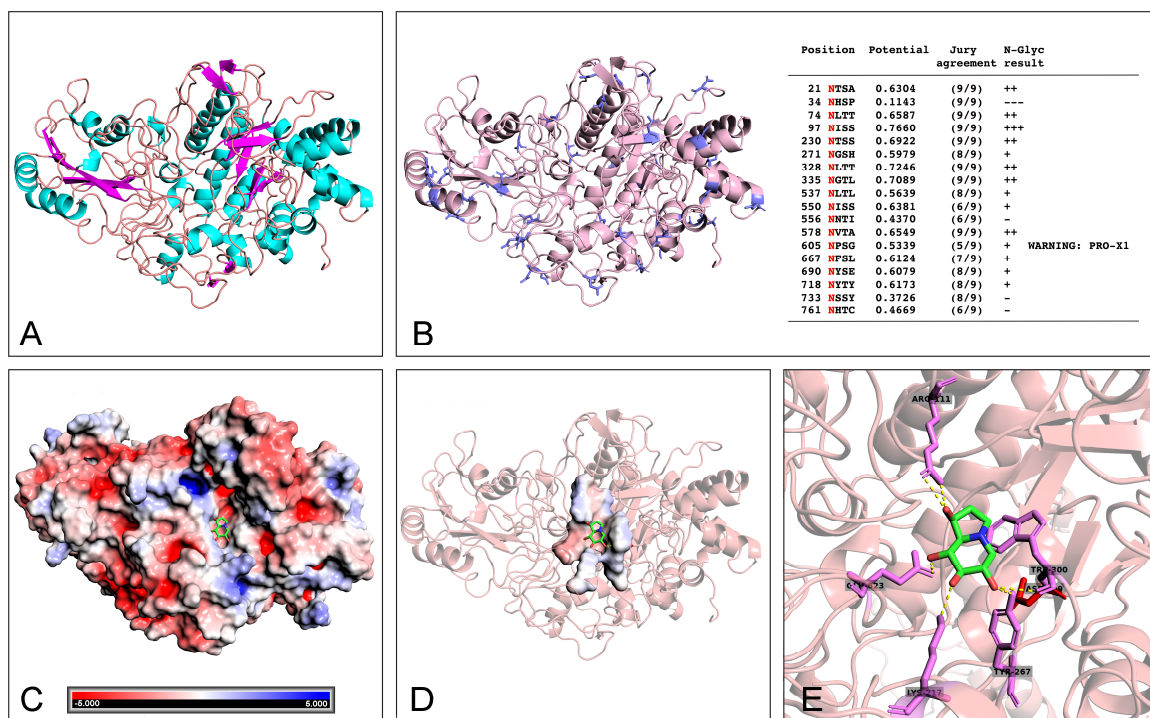 A
B
Position Potential Jury agreement N-Glyc result
21 NTSA 0.6304 (9/9) ++
34 NHSP 0.1143 (9/9) ---
74 NLTT 0.6587 (9/9) ++
97 NISS 0.7660 (9/9) +++
230 NTSS 0.6922 (9/9) ++
271 NGSH 0.5979 (8/9) +
328 NLTT 0.7246 (9/9) ++
335 NGTL 0.7089 (9/9) ++
537 NLTL 0.5639 (8/9) +
550 NISS 0.6381 (6/9) +
556 NNTI 0.4370 (6/9) -
578 NVTA 0.6549 (9/9) ++
605 NPSG 0.5339 (5/9) + WARNING: PRO-X1
667 NFSL 0.6124 (7/9) +
690 NYSE 0.6079 (8/9) +
718 NYTY 0.6173 (8/9) +
733 NSSY 0.3726 (8/9) -
761 NHTC 0.4669 (6/9) -
C
-5.000
5.000
D
E
TYR-267